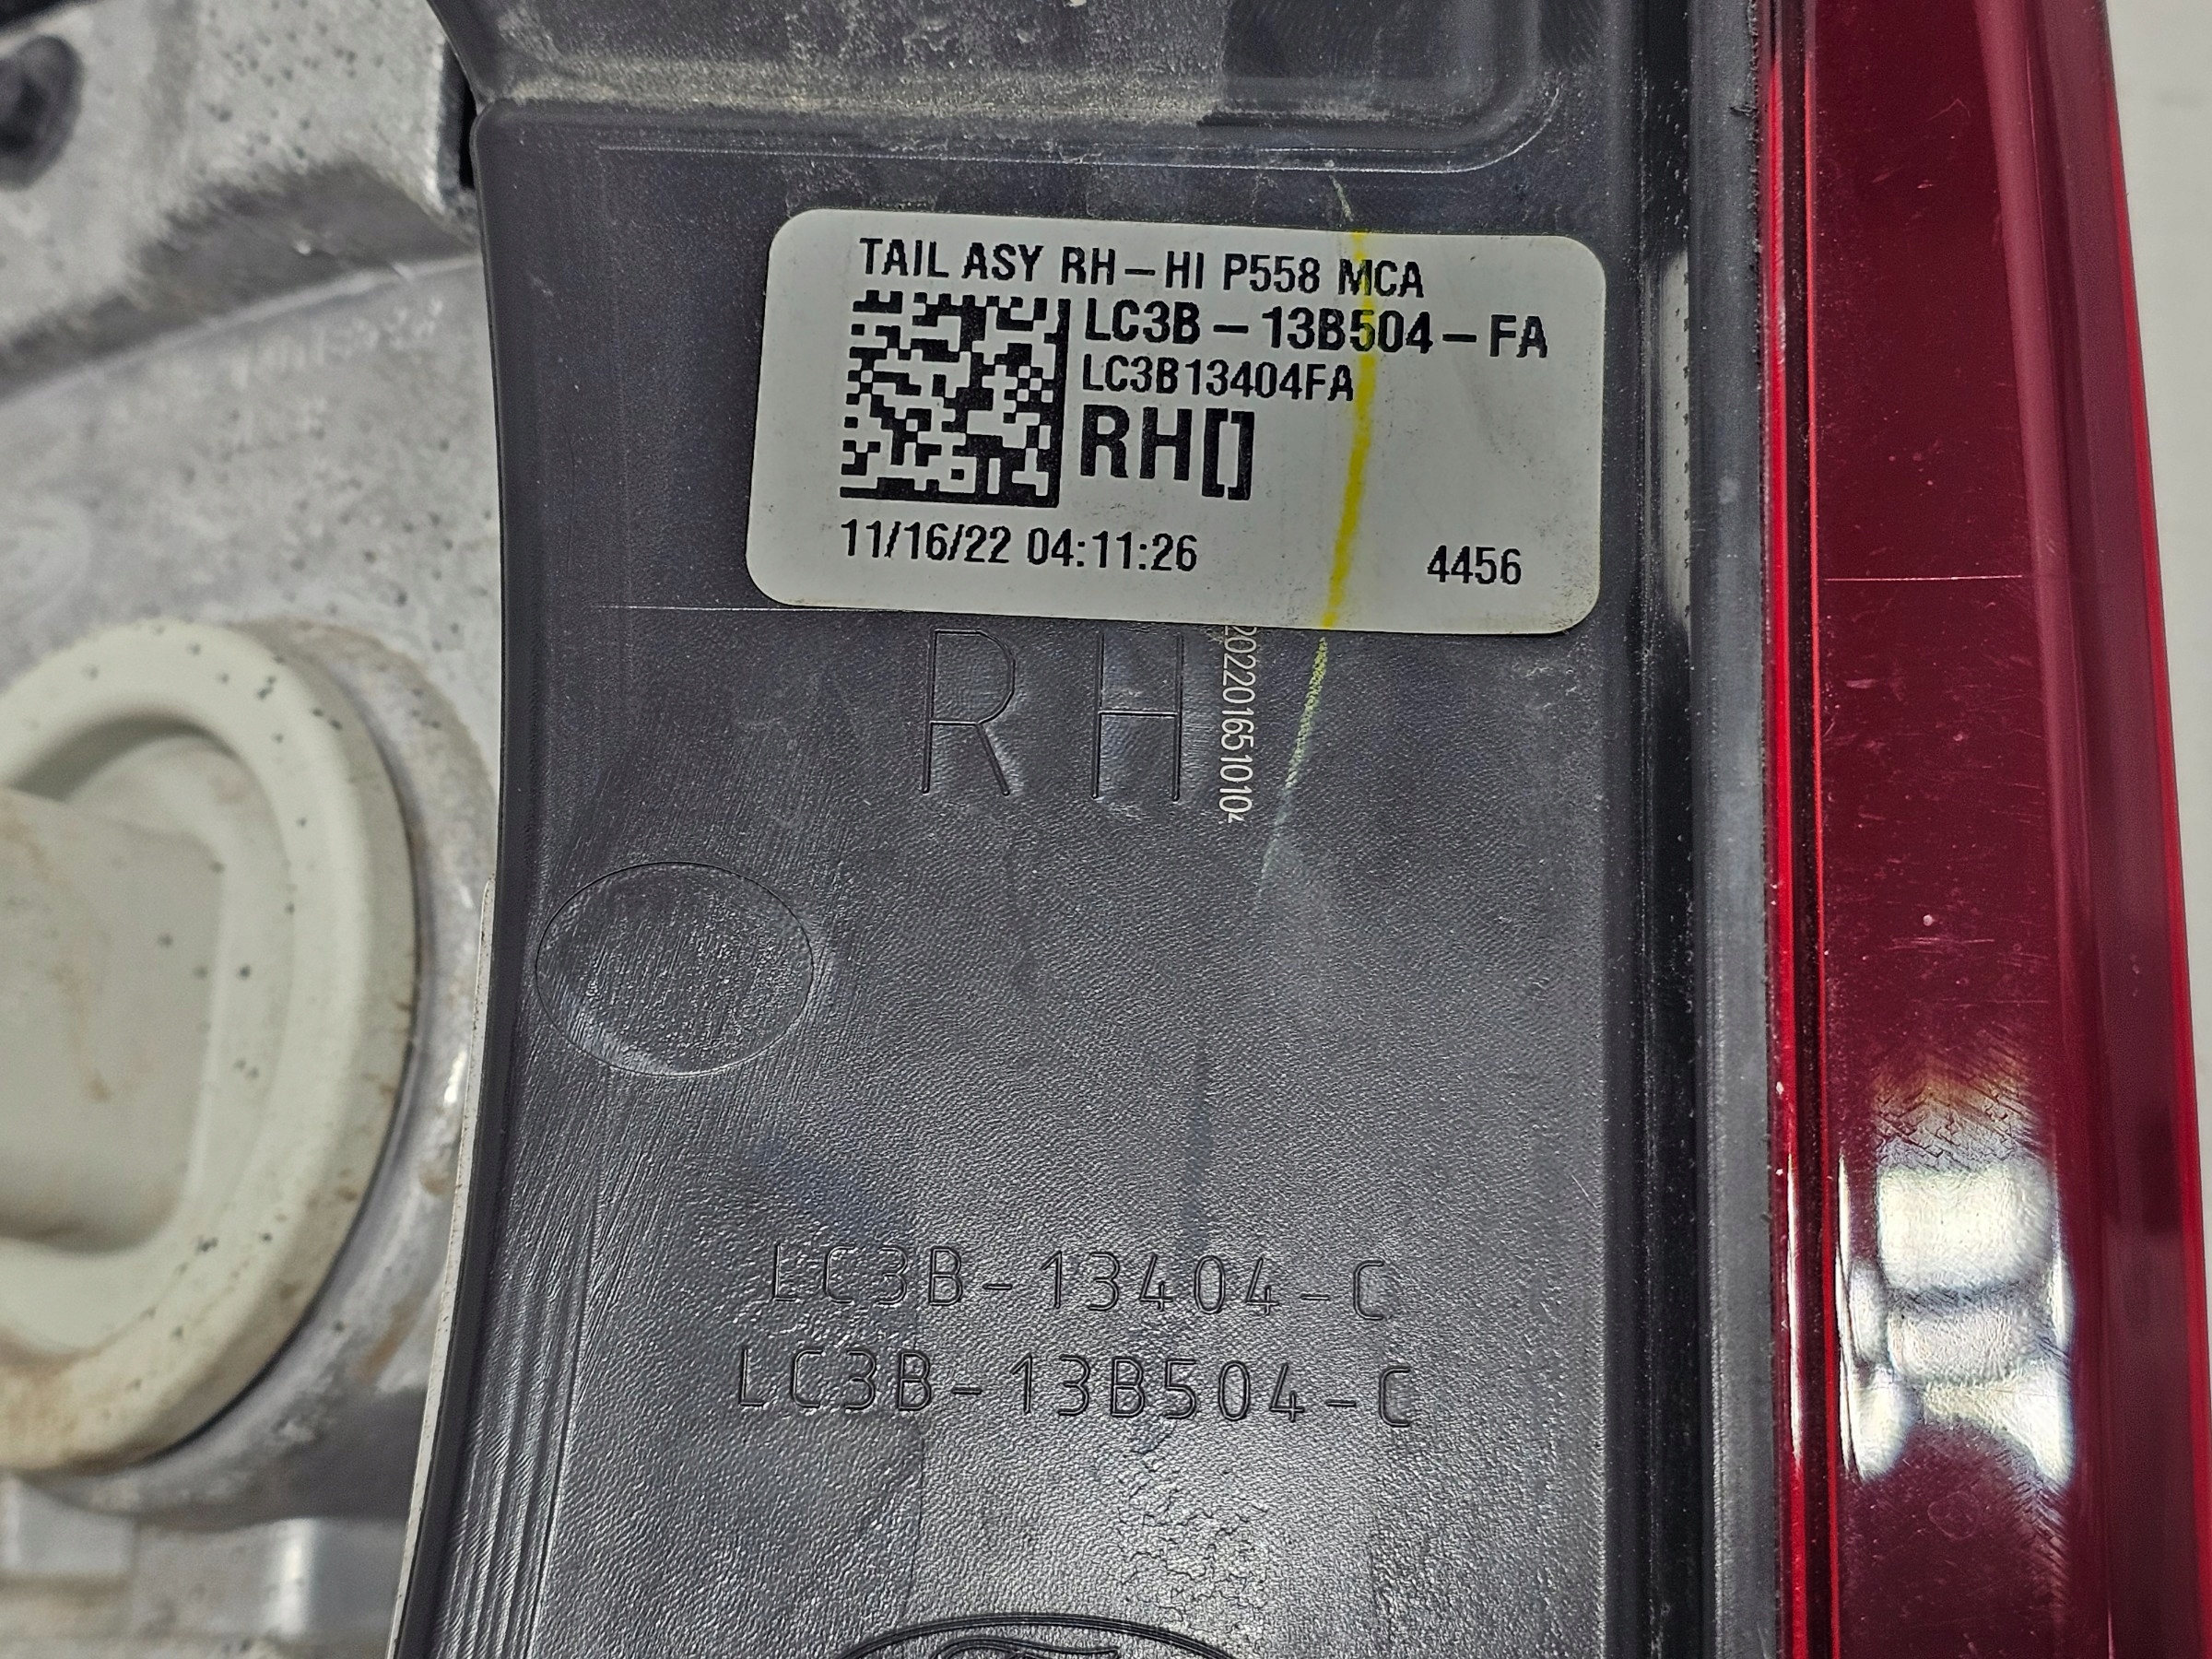 TAIL ASY RH-HI P558 MCA
LC3B-13B504-FA
LC3B13404FA
RH[]
11/16/22 04:11:26
4456
RH
2022016510104
LC3B-13404-C
LC3B-13B504-C